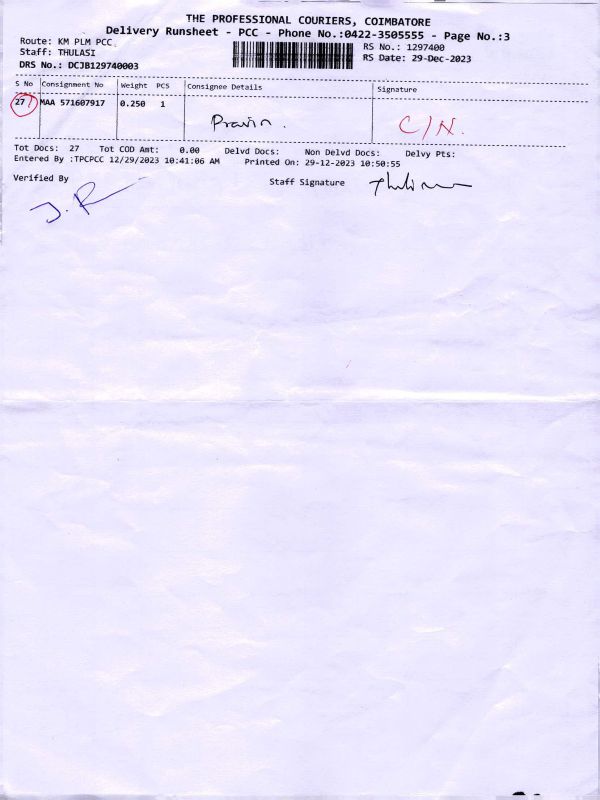 THE PROFESSIONAL COURIERS, COIMBATORE
Delivery Runsheet - PCC - Phone No.:0422-3505555 - Page No.:3
Route: KM PLM PCC
Staff: THULASI
DRS No.: DCJB129740003
RS No.: 1297400
RS Date: 29-Dec-2023
S No Consignment No Weight PCS Consignee Details Signature
27 MAA 571607917 0.250 1 Pravin. C/N.
Tot Docs: 27 Tot COD Amt: 0.00 Delvd Docs: Non Delvd Docs: Delvy Pts:
Entered By :TPCPCC 12/29/2023 10:41:06 AM Printed On: 29-12-2023 10:50:55
Verified By Staff Signature